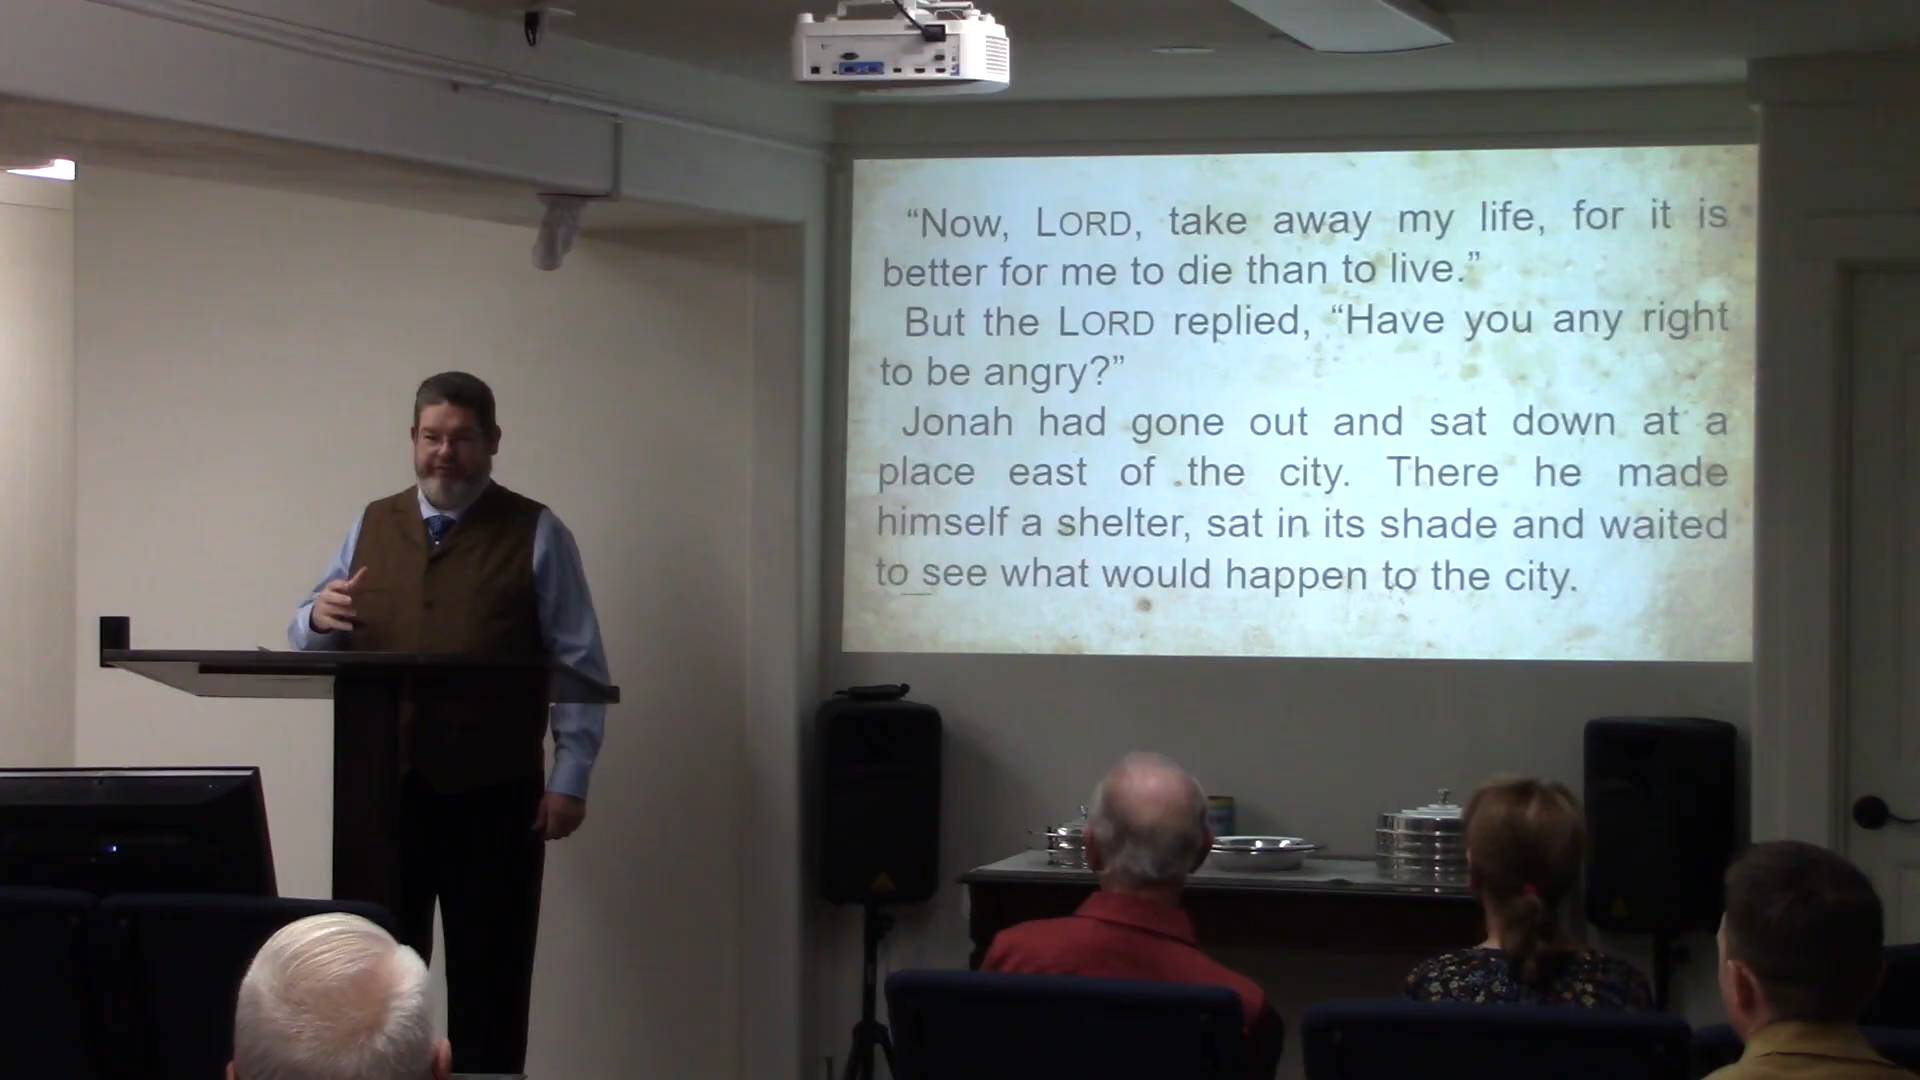 “Now, LORD, take away my life, for it is
better for me to die than to live.”
But the LORD replied, “Have you any right
to be angry?”
Jonah had gone out and sat down at a
place east of the city. There he made
himself a shelter, sat in its shade and waited
to see what would happen to the city.